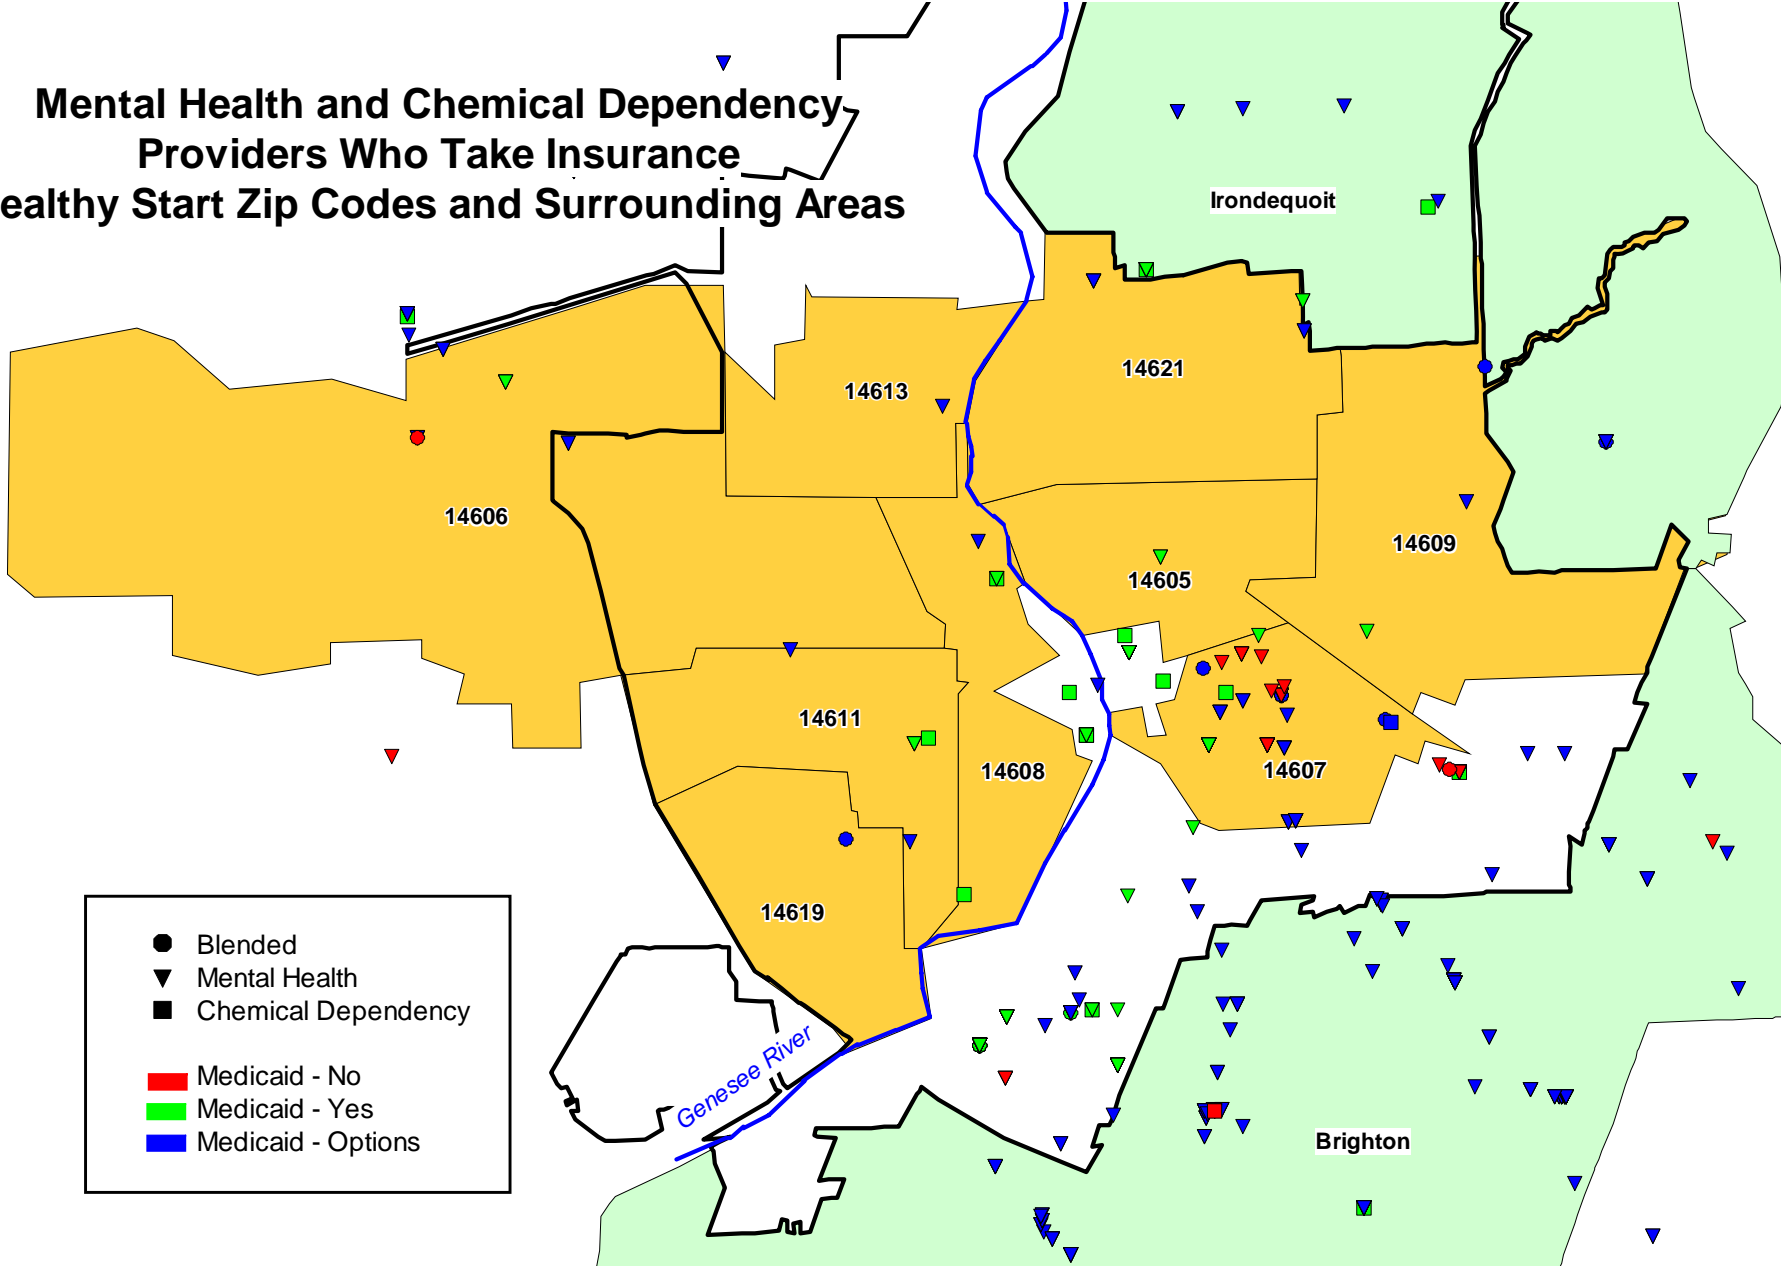 Mental Health and Chemical Dependency
Providers Who Take Insurance
ealthy Start Zip Codes and Surrounding Areas
Irondequoit
14621
14613
14606
14609
14605
14611
14607
14608
14619
Blended
Mental Health
Chemical Dependency
Medicaid - No
Medicaid - Yes
Medicaid - Options
Genesee River
Brighton